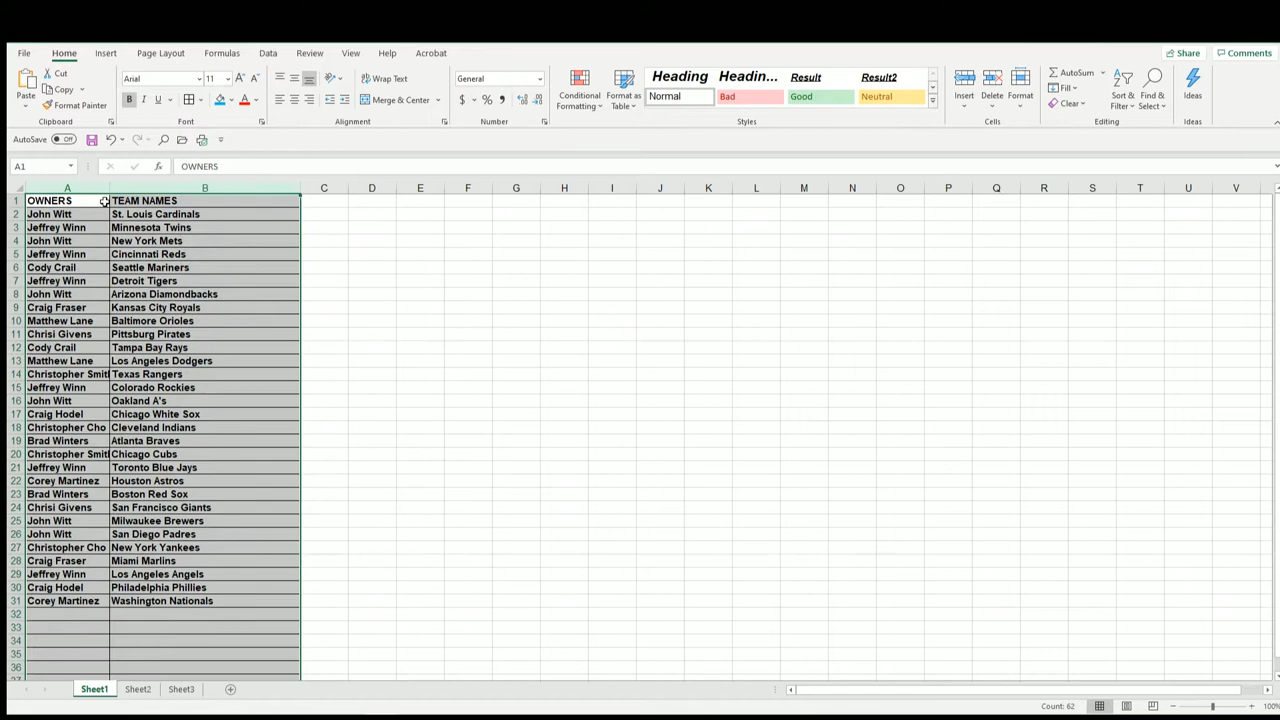 File Home Insert Page Layout Formulas Data Review View Help Acrobat Share Comments
Paste Cut Copy Format Painter Clipboard
Arial 11 A A B I U A Font
Wrap Text Merge & Center Alignment
General $ % , Number
Conditional Formatting Format as Table Heading Headin... Result Result2 Normal Bad Good Neutral Styles
Insert Delete Format Cells
AutoSum Fill Clear Sort & Filter Find & Select Editing
Ideas Ideas
AutoSave Off
A1 fx OWNERS
A B C D E F G H I J K L M N O P Q R S T U V
1 OWNERS TEAM NAMES
2 John Witt St. Louis Cardinals
3 Jeffrey Winn Minnesota Twins
4 John Witt New York Mets
5 Jeffrey Winn Cincinnati Reds
6 Cody Crail Seattle Mariners
7 Jeffrey Winn Detroit Tigers
8 John Witt Arizona Diamondbacks
9 Craig Fraser Kansas City Royals
10 Matthew Lane Baltimore Orioles
11 Chrisi Givens Pittsburg Pirates
12 Cody Crail Tampa Bay Rays
13 Matthew Lane Los Angeles Dodgers
14 Christopher Smitl Texas Rangers
15 Jeffrey Winn Colorado Rockies
16 John Witt Oakland A's
17 Craig Hodel Chicago White Sox
18 Christopher Cho Cleveland Indians
19 Brad Winters Atlanta Braves
20 Christopher Smitl Chicago Cubs
21 Jeffrey Winn Toronto Blue Jays
22 Corey Martinez Houston Astros
23 Brad Winters Boston Red Sox
24 Chrisi Givens San Francisco Giants
25 John Witt Milwaukee Brewers
26 John Witt San Diego Padres
27 Christopher Cho New York Yankees
28 Craig Fraser Miami Marlins
29 Jeffrey Winn Los Angeles Angels
30 Craig Hodel Philadelphia Phillies
31 Corey Martinez Washington Nationals
32
33
34
35
36
37
Sheet1 Sheet2 Sheet3
Count: 62 100%